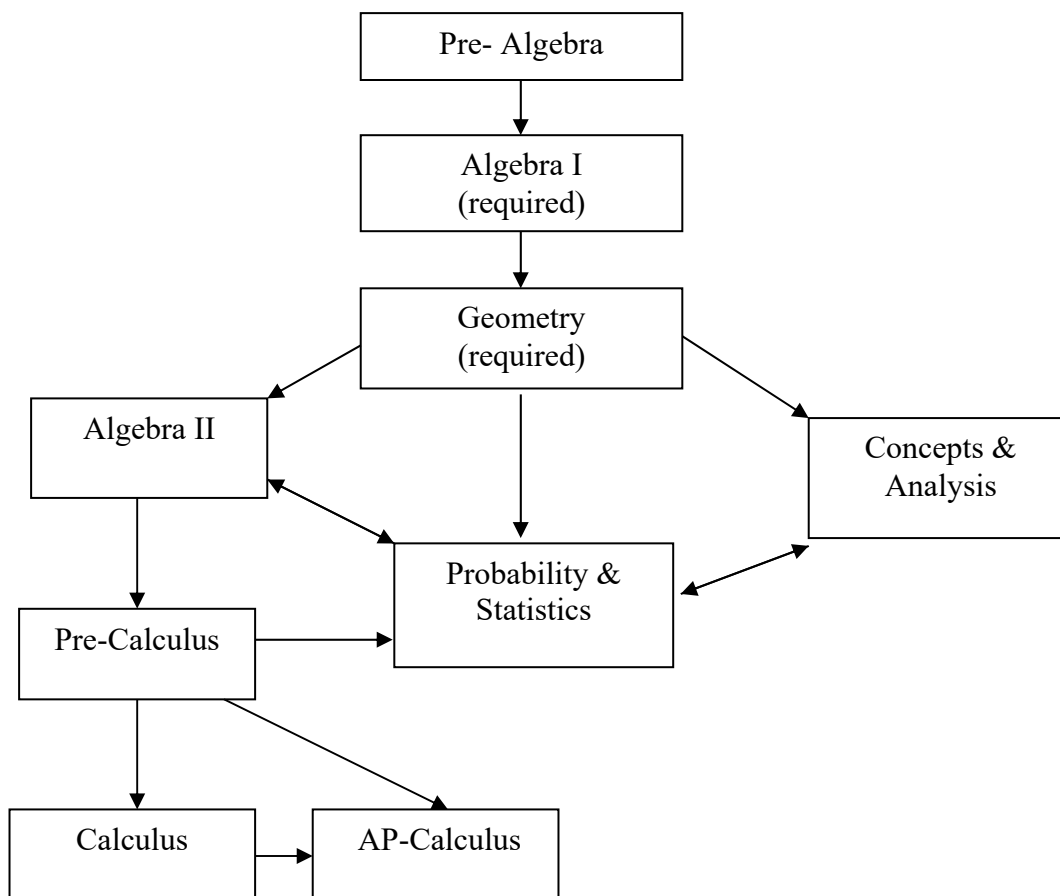 Pre- Algebra
Algebra I
(required)
Geometry
(required)
Algebra II
Concepts &
Analysis
Probability &
Statistics
Pre-Calculus
Calculus
AP-Calculus